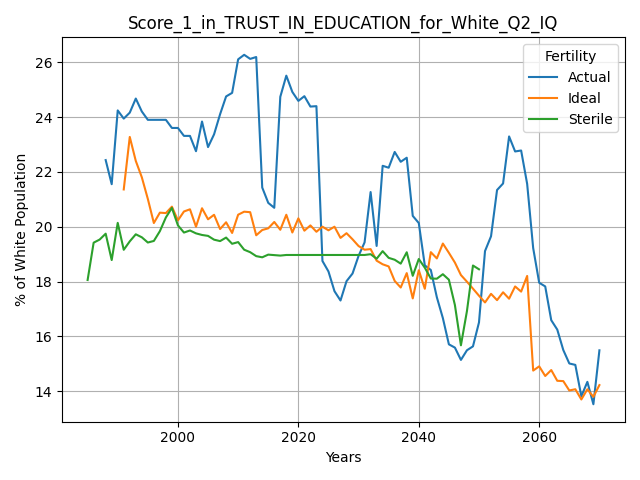 Score_1_in_TRUST_IN_EDUCATION_for_White_Q2_IQ
Fertility
Actual
Ideal
Sterile
% of White Population
26
24
22
20
18
16
14
2000
2020
2040
2060
Years